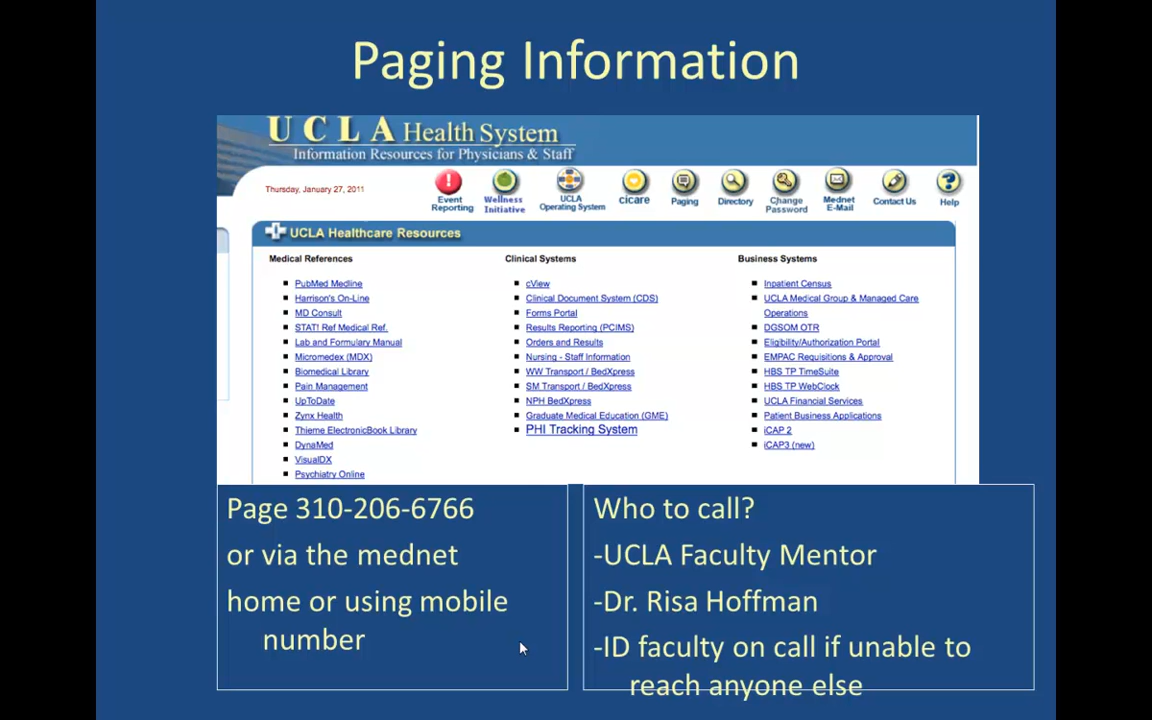 Paging Information
UCLA Health System
Information Resources for Physicians & Staff
Thursday, January 27, 2011
Event Reporting
Wellness Initiative
UCLA Operating System
cicare
Paging
Directory
Change Password
Mednet E-Mail
Contact Us
Help
UCLA Healthcare Resources
Medical References
PubMed Medline
Harrison's On-Line
MD Consult
STAT! Ref Medical Ref.
Lab and Formulary Manual
Micromedex (MDX)
Biomedical Library
Pain Management
UpToDate
Zynx Health
Thieme ElectronicBook Library
DynaMed
VisualDX
Psychiatry Online
Clinical Systems
cView
Clinical Document System (CDS)
Forms Portal
Results Reporting (PCIMS)
Orders and Results
Nursing - Staff Information
WW Transport / BedXpress
SM Transport / BedXpress
NPH BedXpress
Graduate Medical Education (GME)
PHI Tracking System
Business Systems
Inpatient Census
UCLA Medical Group & Managed Care
Operations
DGSOM OTR
Eligibility/Authorization Portal
EMPAC Requisitions & Approval
HBS TP TimeSuite
HBS TP WebClock
UCLA Financial Services
Patient Business Applications
iCAP 2
iCAP3 (new)
Page 310-206-6766
or via the mednet
home or using mobile
number
Who to call?
-UCLA Faculty Mentor
-Dr. Risa Hoffman
-ID faculty on call if unable to
reach anyone else